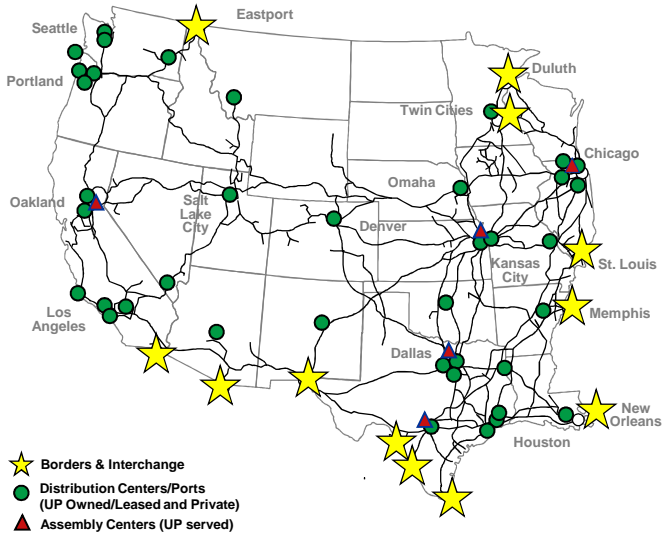 Eastport
Seattle
Duluth
Portland
Twin Cities
Chicago
Omaha
Oakland
Salt
Lake
City
Denver
Kansas
City
St. Louis
Los
Angeles
Memphis
Dallas
New
Orleans
Houston
Borders & Interchange
Distribution Centers/Ports
(UP Owned/Leased and Private)
Assembly Centers (UP served)